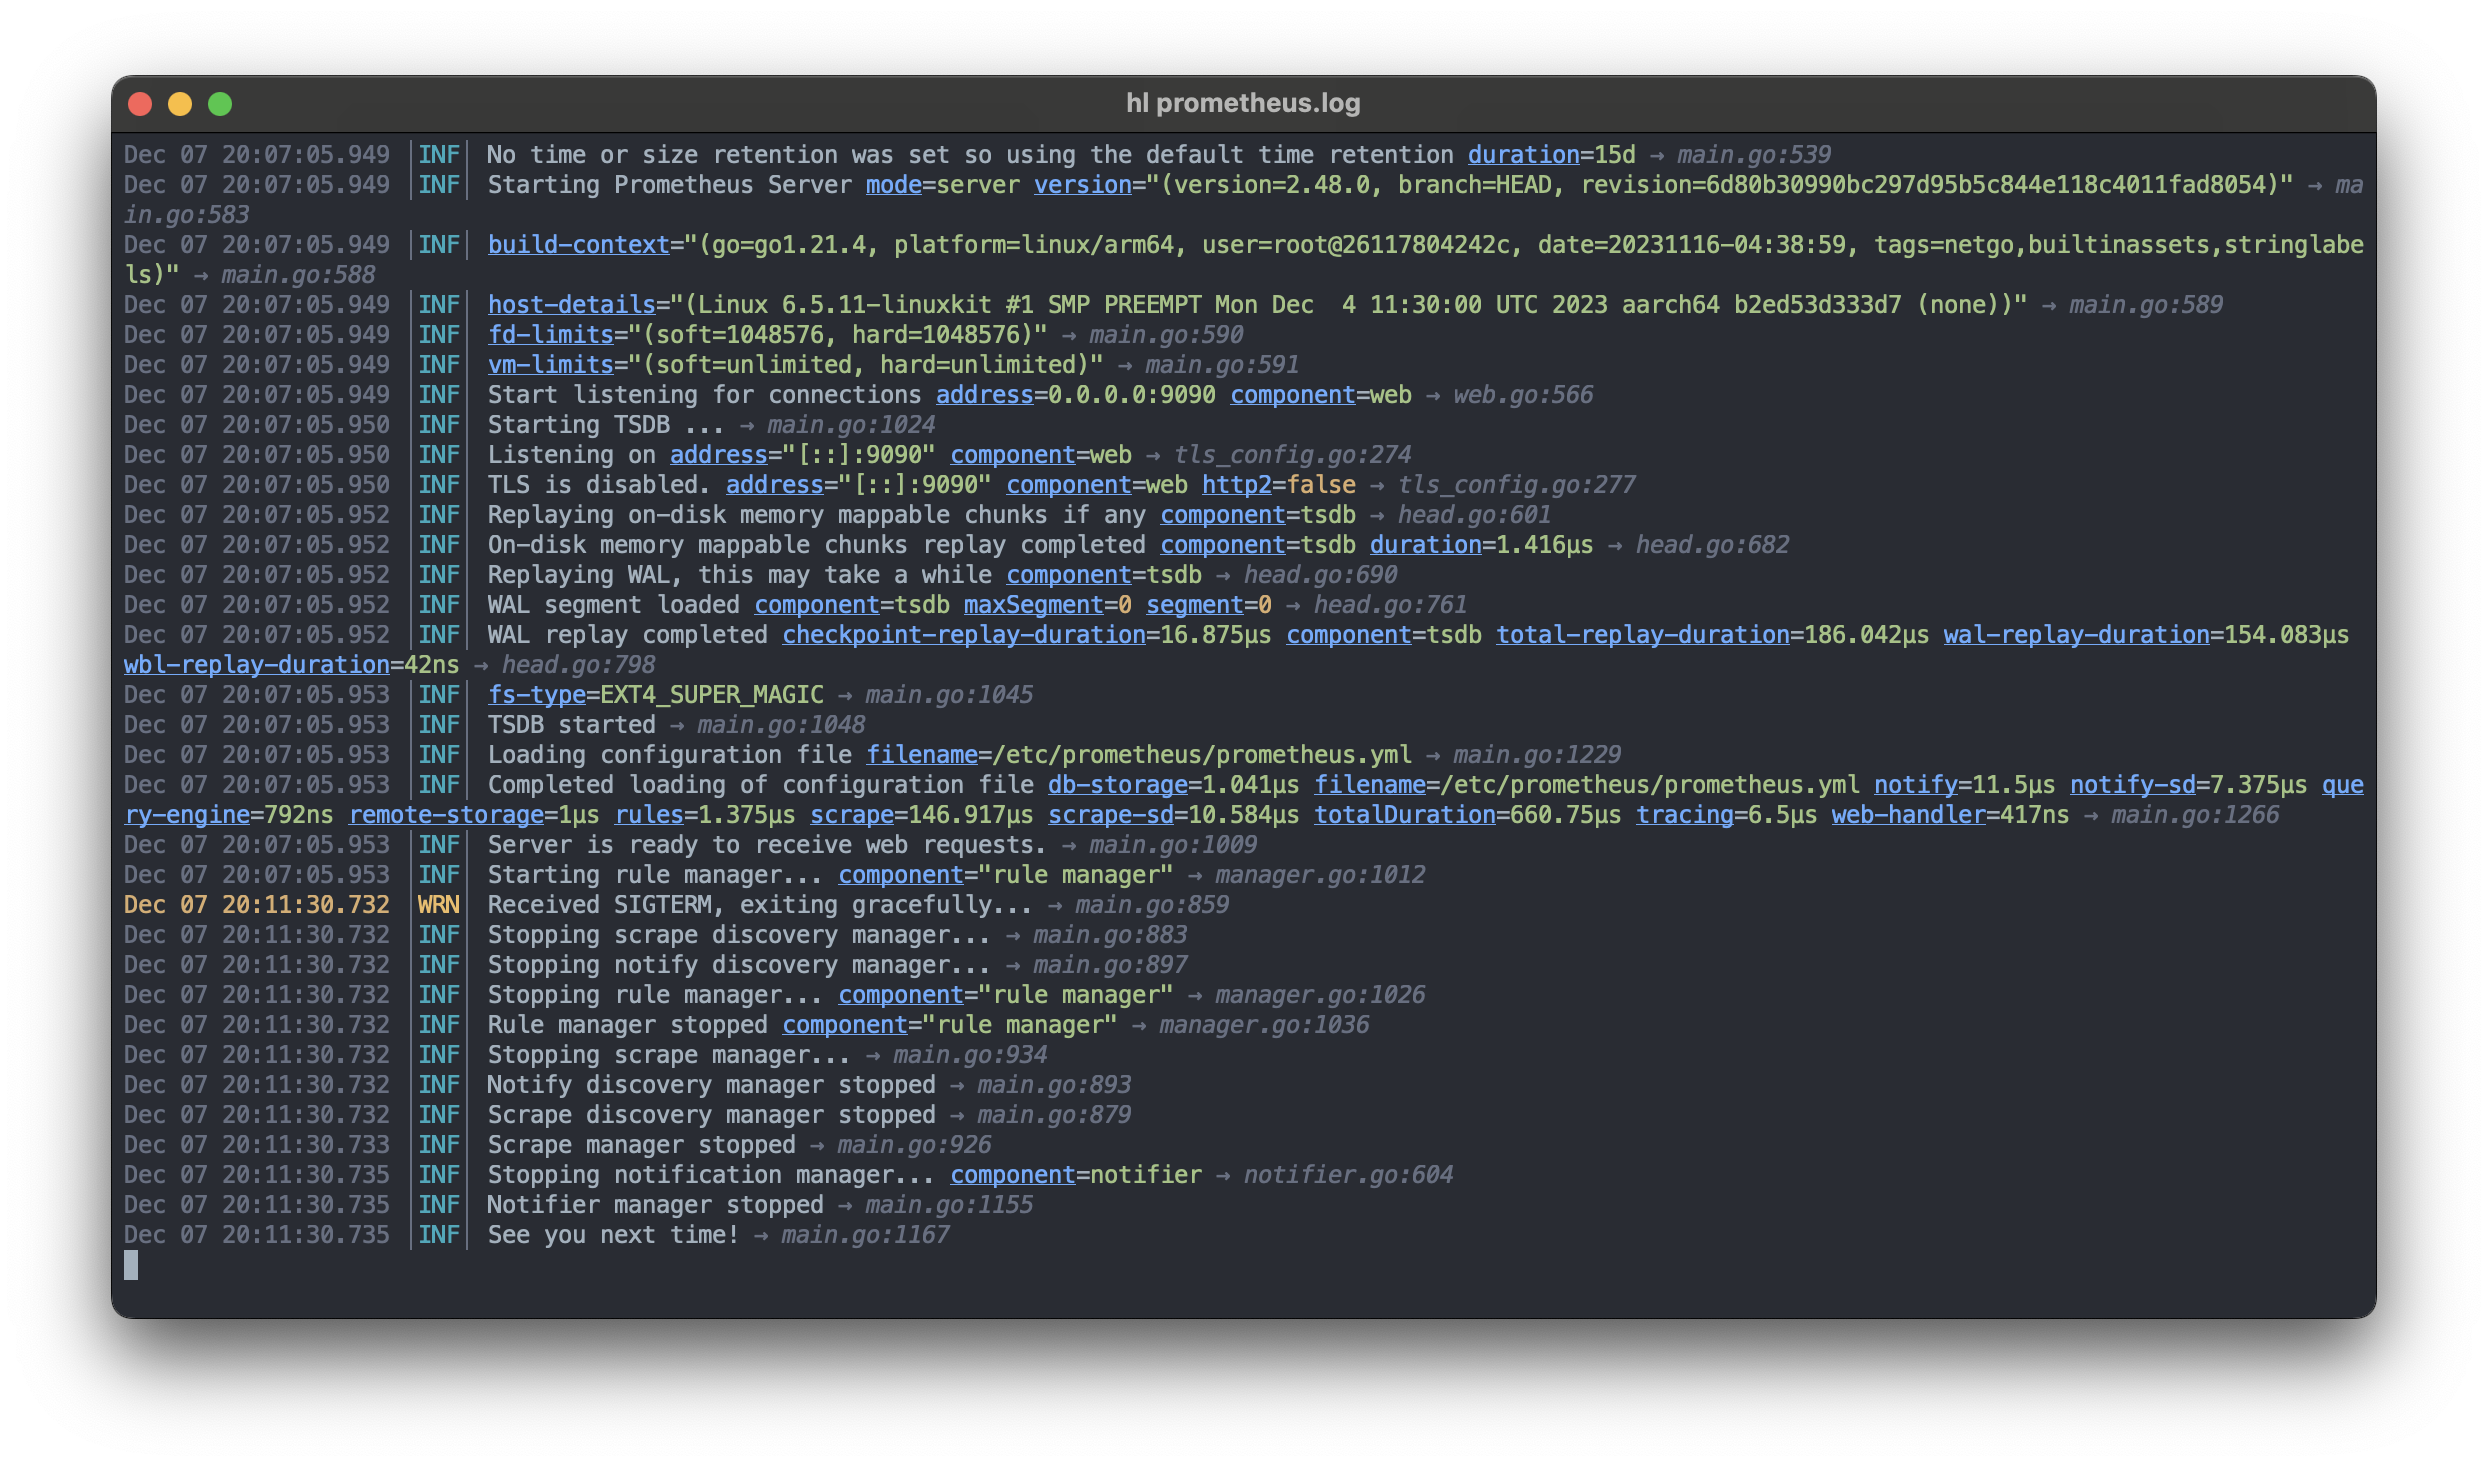 hl prometheus.log
Dec 07 20:07:05.949 |INF| No time or size retention was set so using the default time retention duration=15d → main.go:539
Dec 07 20:07:05.949 |INF| Starting Prometheus Server mode=server version="(version=2.48.0, branch=HEAD, revision=6d80b30990bc297d95b5c844e118c4011fad8054)" → ma
in.go:583
Dec 07 20:07:05.949 |INF| build-context="(go=go1.21.4, platform=linux/arm64, user=root@26117804242c, date=20231116-04:38:59, tags=netgo,builtinassets,stringlabe
ls)" → main.go:588
Dec 07 20:07:05.949 |INF| host-details="(Linux 6.5.11-linuxkit #1 SMP PREEMPT Mon Dec  4 11:30:00 UTC 2023 aarch64 b2ed53d333d7 (none))" → main.go:589
Dec 07 20:07:05.949 |INF| fd-limits="(soft=1048576, hard=1048576)" → main.go:590
Dec 07 20:07:05.949 |INF| vm-limits="(soft=unlimited, hard=unlimited)" → main.go:591
Dec 07 20:07:05.949 |INF| Start listening for connections address=0.0.0.0:9090 component=web → web.go:566
Dec 07 20:07:05.950 |INF| Starting TSDB ... → main.go:1024
Dec 07 20:07:05.950 |INF| Listening on address="[::]:9090" component=web → tls_config.go:274
Dec 07 20:07:05.950 |INF| TLS is disabled. address="[::]:9090" component=web http2=false → tls_config.go:277
Dec 07 20:07:05.952 |INF| Replaying on-disk memory mappable chunks if any component=tsdb → head.go:601
Dec 07 20:07:05.952 |INF| On-disk memory mappable chunks replay completed component=tsdb duration=1.416µs → head.go:682
Dec 07 20:07:05.952 |INF| Replaying WAL, this may take a while component=tsdb → head.go:690
Dec 07 20:07:05.952 |INF| WAL segment loaded component=tsdb maxSegment=0 segment=0 → head.go:761
Dec 07 20:07:05.952 |INF| WAL replay completed checkpoint-replay-duration=16.875µs component=tsdb total-replay-duration=186.042µs wal-replay-duration=154.083µs
wbl-replay-duration=42ns → head.go:798
Dec 07 20:07:05.953 |INF| fs-type=EXT4_SUPER_MAGIC → main.go:1045
Dec 07 20:07:05.953 |INF| TSDB started → main.go:1048
Dec 07 20:07:05.953 |INF| Loading configuration file filename=/etc/prometheus/prometheus.yml → main.go:1229
Dec 07 20:07:05.953 |INF| Completed loading of configuration file db-storage=1.041µs filename=/etc/prometheus/prometheus.yml notify=11.5µs notify-sd=7.375µs que
ry-engine=792ns remote-storage=1µs rules=1.375µs scrape=146.917µs scrape-sd=10.584µs totalDuration=660.75µs tracing=6.5µs web-handler=417ns → main.go:1266
Dec 07 20:07:05.953 |INF| Server is ready to receive web requests. → main.go:1009
Dec 07 20:07:05.953 |INF| Starting rule manager... component="rule manager" → manager.go:1012
Dec 07 20:11:30.732 |WRN| Received SIGTERM, exiting gracefully... → main.go:859
Dec 07 20:11:30.732 |INF| Stopping scrape discovery manager... → main.go:883
Dec 07 20:11:30.732 |INF| Stopping notify discovery manager... → main.go:897
Dec 07 20:11:30.732 |INF| Stopping rule manager... component="rule manager" → manager.go:1026
Dec 07 20:11:30.732 |INF| Rule manager stopped component="rule manager" → manager.go:1036
Dec 07 20:11:30.732 |INF| Stopping scrape manager... → main.go:934
Dec 07 20:11:30.732 |INF| Notify discovery manager stopped → main.go:893
Dec 07 20:11:30.732 |INF| Scrape discovery manager stopped → main.go:879
Dec 07 20:11:30.733 |INF| Scrape manager stopped → main.go:926
Dec 07 20:11:30.735 |INF| Stopping notification manager... component=notifier → notifier.go:604
Dec 07 20:11:30.735 |INF| Notifier manager stopped → main.go:1155
Dec 07 20:11:30.735 |INF| See you next time! → main.go:1167